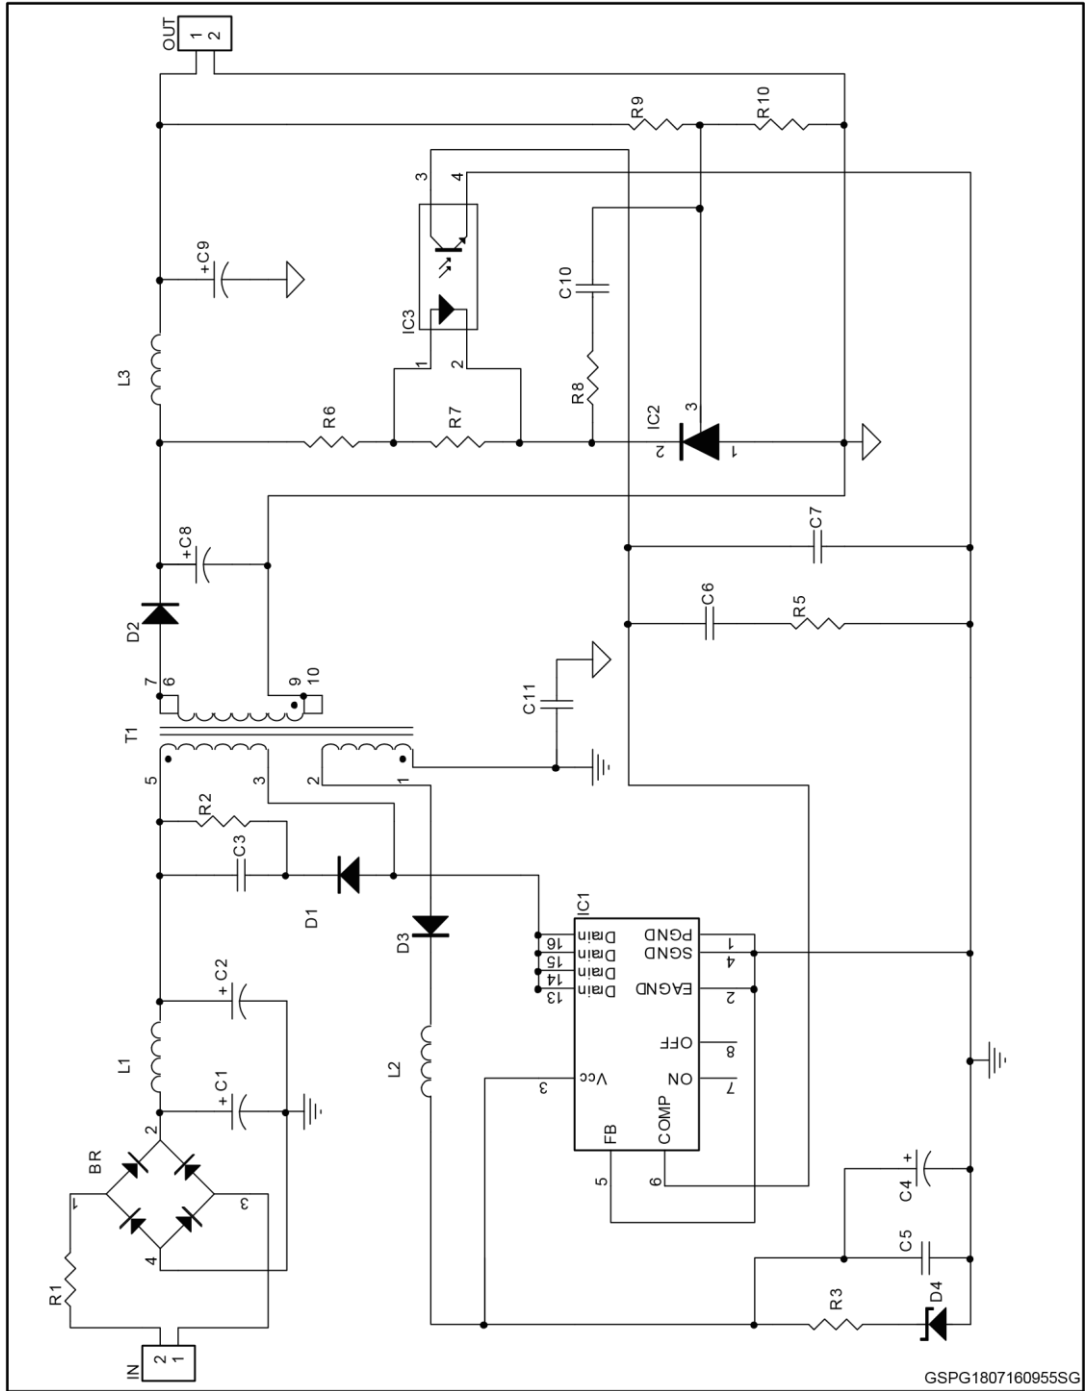 OUT
1
2
R9
R10
3
4
+
C9
C10
IC3
L3
1
2
R6
R7
R8
IC2
3
2
1
+
C8
C7
C6
R5
D2
7
6
9
10
C11
T1
5
3
2
1
R2
C3
D1
D3
IC1
16
Drain
15
Drain
14
Drain
13
Drain
PGND
1
SGND
4
EAGND
2
OFF
8
ON
7
Vcc
3
FB
5
COMP
6
+
C2
L1
+
C1
L2
2
BR
1
3
4
R1
C4
+
C5
R3
D4
IN
2
1
GSPG1807160955SG